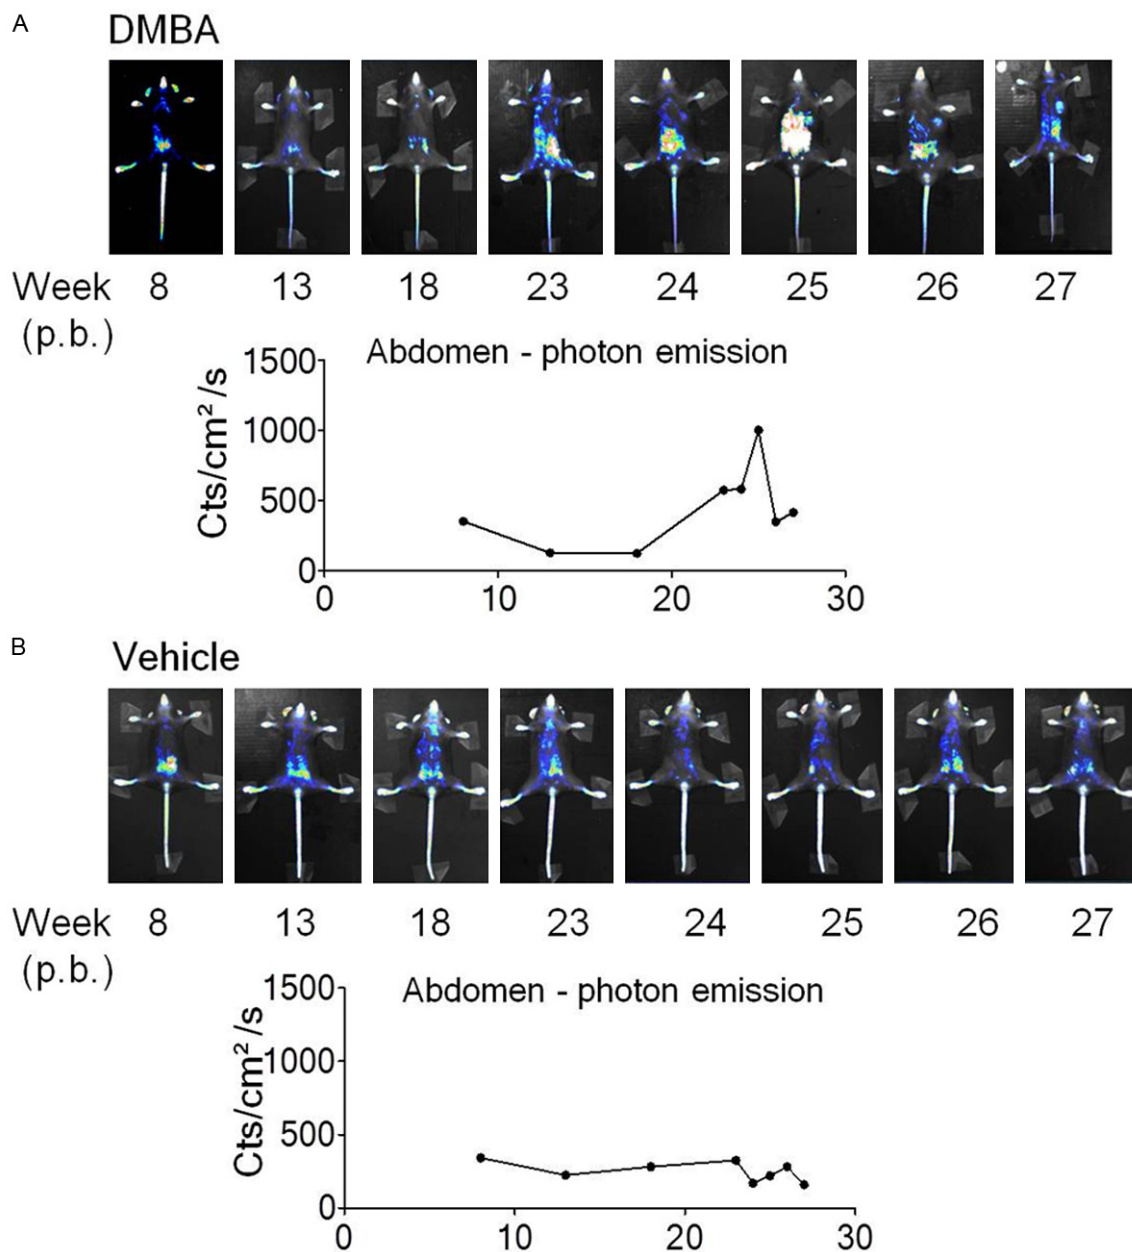 A
DMBA
Week 8 13 18 23 24 25 26 27
(p.b.)
Abdomen - photon emission
Cts/cm² /s
1500
1000
500
0
0 10 20 30
B
Vehicle
Week 8 13 18 23 24 25 26 27
(p.b.)
Abdomen - photon emission
Cts/cm² /s
1500
1000
500
0
0 10 20 30